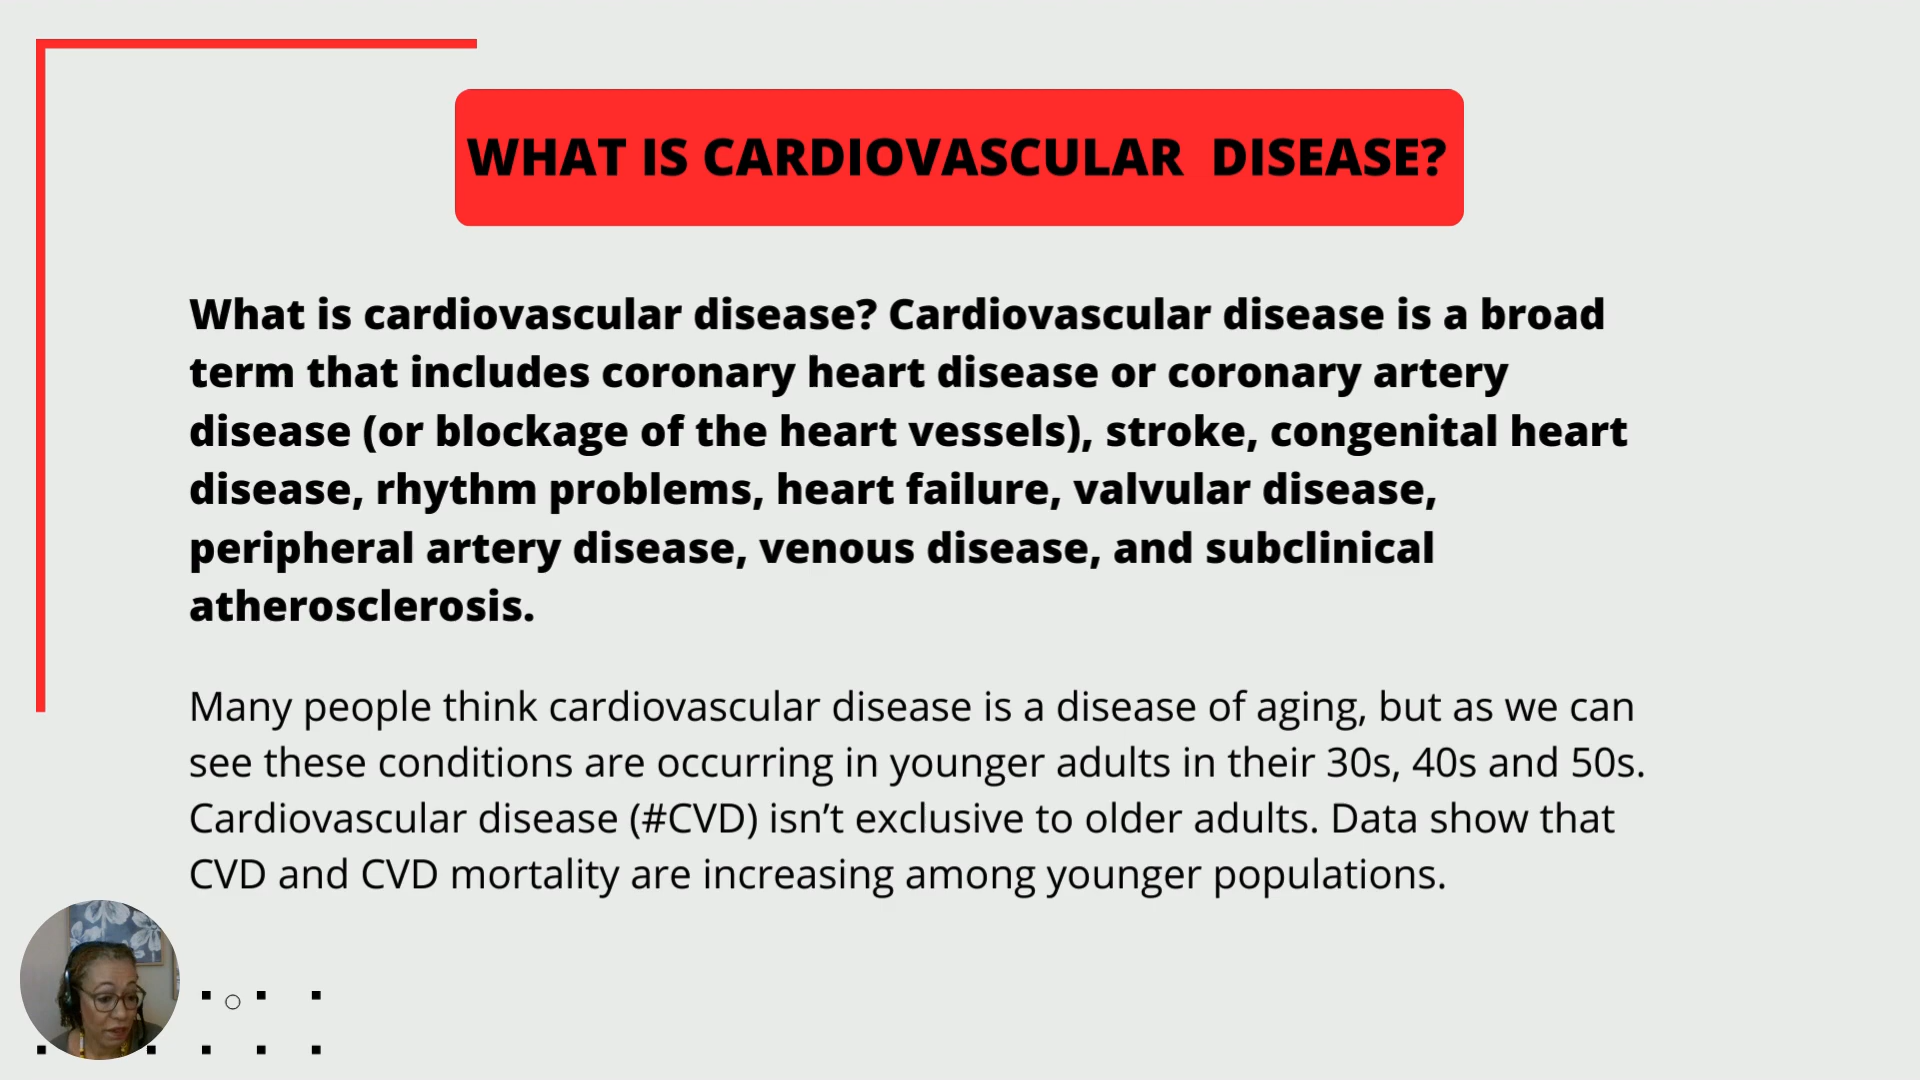 WHAT IS CARDIOVASCULAR  DISEASE?
What is cardiovascular disease? Cardiovascular disease is a broad
term that includes coronary heart disease or coronary artery
disease (or blockage of the heart vessels), stroke, congenital heart
disease, rhythm problems, heart failure, valvular disease,
peripheral artery disease, venous disease, and subclinical
atherosclerosis.
Many people think cardiovascular disease is a disease of aging, but as we can
see these conditions are occurring in younger adults in their 30s, 40s and 50s.
Cardiovascular disease (#CVD) isn’t exclusive to older adults. Data show that
CVD and CVD mortality are increasing among younger populations.